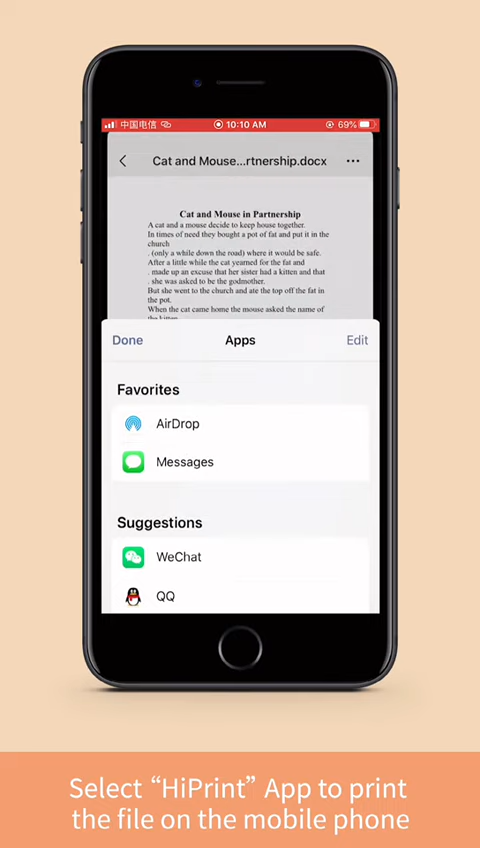 中国电信 10:10 AM 69%
Cat and Mouse...rtnership.docx
Cat and Mouse in Partnership
A cat and a mouse decide to keep house together.
In times of need they bought a pot of fat and put it in the
church
. (only a while down the road) where it would be safe.
After a little while the cat yearned for the fat and
. made up an excuse that her sister had a kitten and that
. she was asked to be the godmother.
But she went to the church and ate the top off the fat in
the pot.
When the cat came home the mouse asked the name of
the kitten
Done Apps Edit
Favorites
AirDrop
Messages
Suggestions
WeChat
QQ
Select “HiPrint” App to print
the file on the mobile phone